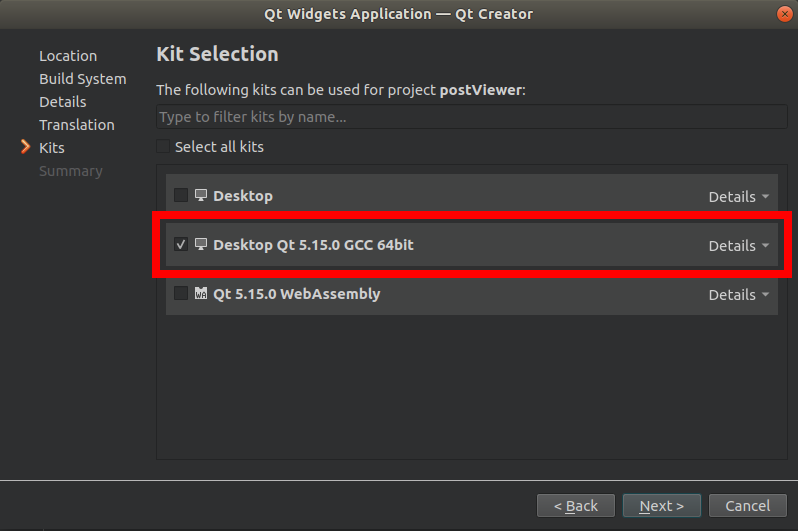 Qt Widgets Application — Qt Creator
Location
Build System
Details
Translation
Kits
Summary
Kit Selection
The following kits can be used for project postViewer:
Type to filter kits by name...
Select all kits
Desktop Details
Desktop Qt 5.15.0 GCC 64bit Details
Qt 5.15.0 WebAssembly Details
< Back Next > Cancel